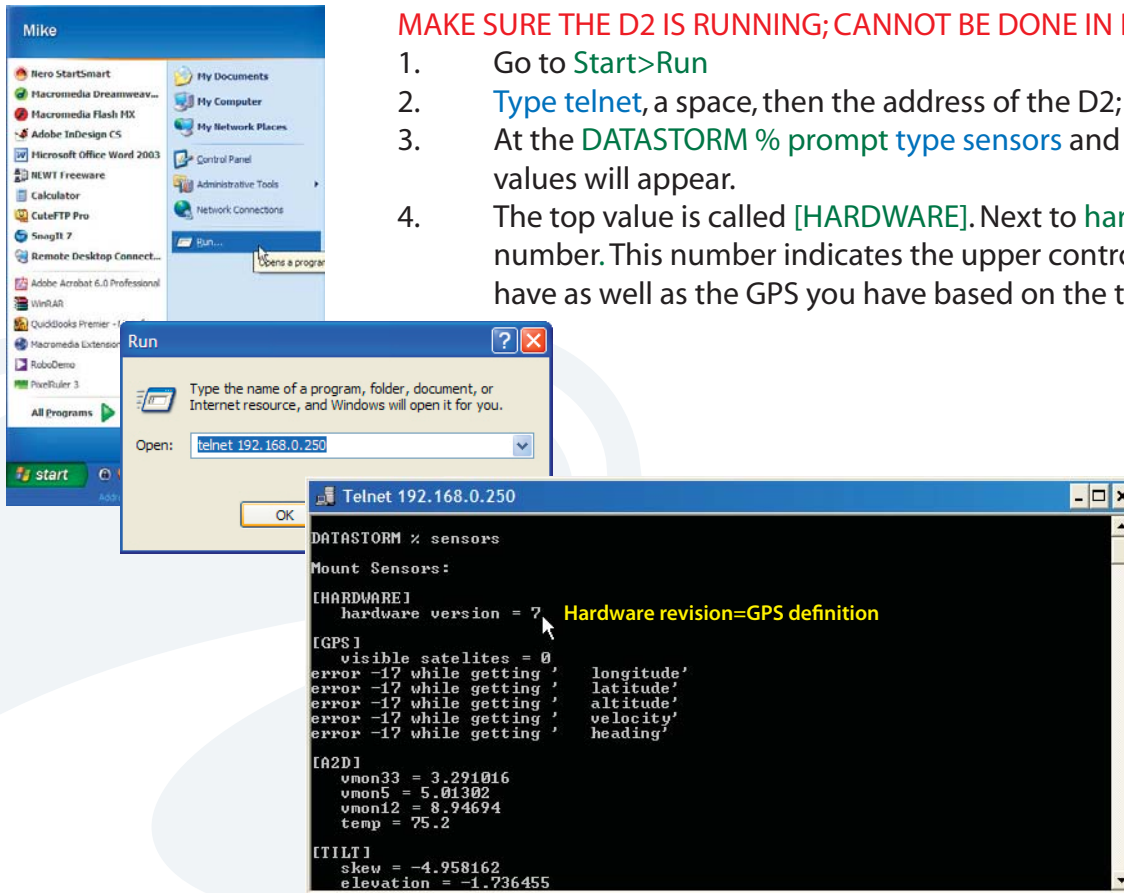 MAKE SURE THE D2 IS RUNNING; CANNOT BE DONE IN
1. Go to Start>Run
2. Type telnet, a space, then the address of the D2;
3. At the DATASTORM % prompt type sensors and
values will appear.
4. The top value is called [HARDWARE]. Next to
number. This number indicates the upper
have as well as the GPS you have based on the
Mike
Nero StartSmart
Macromedia Dreamweav...
Macromedia Flash MX
Adobe InDesign CS
Microsoft Office Word 2003
NEWT Freeware
Calculator
CuteFTP Pro
SnagIt 7
Remote Desktop Connect...
Adobe Acrobat 6.0 Professional
WinRAR
QuickBooks Premier -
Macromedia Extension
RoboDemo
PixelRuler 3
All Programs
My Documents
My Computer
My Network Places
Control Panel
Administrative Tools
Network Connections
Run...
Opens a program
start
Run
Type the name of a program, folder, document, or
Internet resource, and Windows will open it for you.
Open: telnet 192.168.0.250
OK
Telnet 192.168.0.250
DATASTORM % sensors
Mount Sensors:
[HARDWARE]
hardware version = 7 Hardware revision=GPS definition
[GPS]
visible satelites = 0
error -17 while getting ' longitude'
error -17 while getting ' latitude'
error -17 while getting ' altitude'
error -17 while getting ' velocity'
error -17 while getting ' heading'
[A2D]
vmon33 = 3.291016
vmon5 = 5.01302
vmon12 = 8.94694
temp = 75.2
[TILT]
skew = -4.958162
elevation = -1.736455